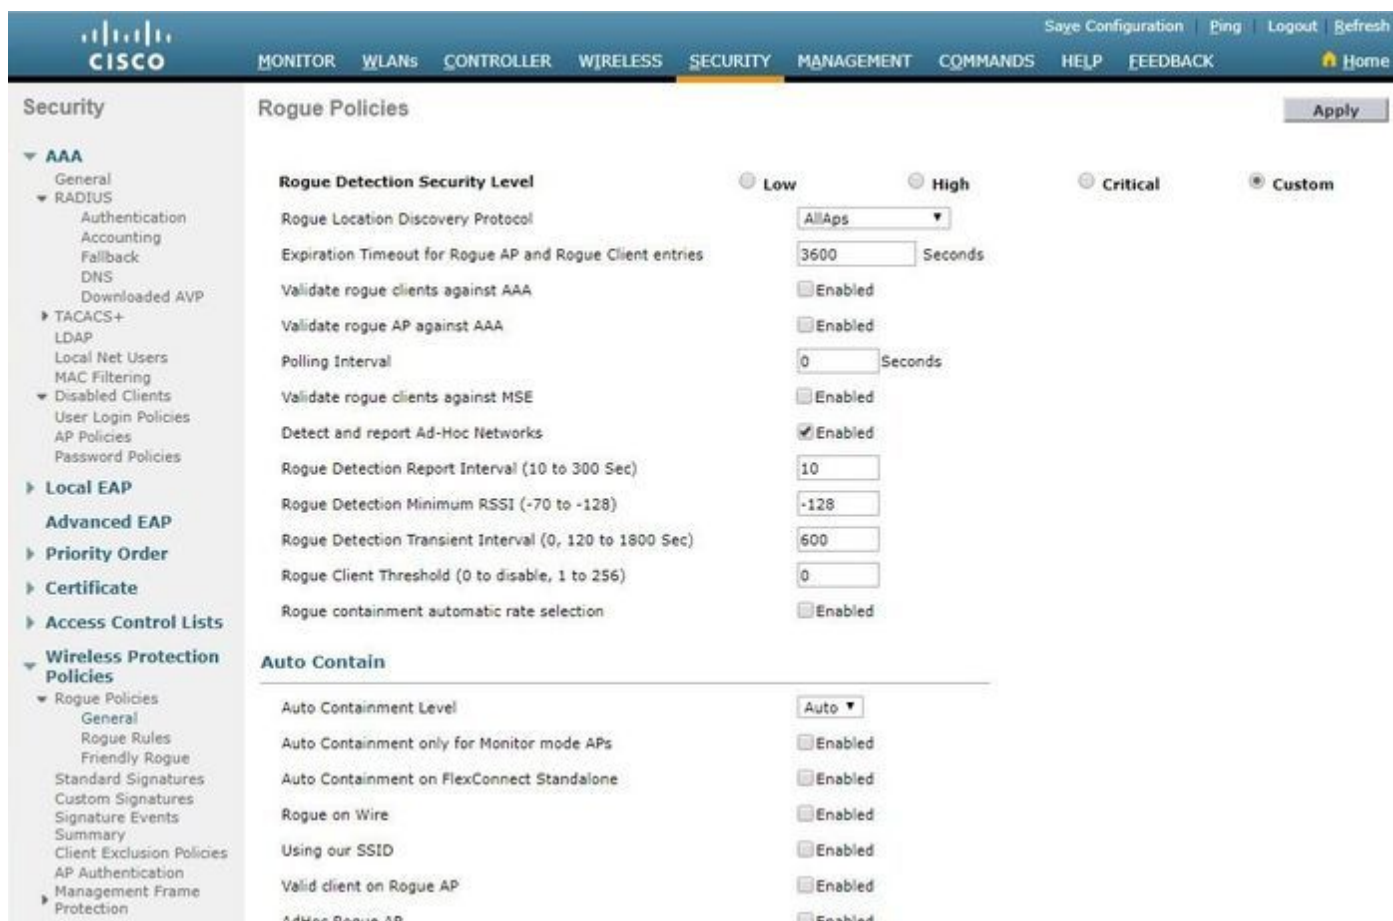 Save Configuration Ping Logout Refresh
CISCO
MONITOR WLANs CONTROLLER WIRELESS SECURITY MANAGEMENT COMMANDS HELP FEEDBACK Home
Security
AAA
General
RADIUS
Authentication
Accounting
Fallback
DNS
Downloaded AVP
TACACS+
LDAP
Local Net Users
MAC Filtering
Disabled Clients
User Login Policies
AP Policies
Password Policies
Local EAP
Advanced EAP
Priority Order
Certificate
Access Control Lists
Wireless Protection
Policies
Rogue Policies
General
Rogue Rules
Friendly Rogue
Standard Signatures
Custom Signatures
Signature Events
Summary
Client Exclusion Policies
AP Authentication
Management Frame
Protection
Rogue Policies
Apply
Rogue Detection Security Level Low High Critical Custom
Rogue Location Discovery Protocol AllAps
Expiration Timeout for Rogue AP and Rogue Client entries 3600 Seconds
Validate rogue clients against AAA Enabled
Validate rogue AP against AAA Enabled
Polling Interval 0 Seconds
Validate rogue clients against MSE Enabled
Detect and report Ad-Hoc Networks Enabled
Rogue Detection Report Interval (10 to 300 Sec) 10
Rogue Detection Minimum RSSI (-70 to -128) -128
Rogue Detection Transient Interval (0, 120 to 1800 Sec) 600
Rogue Client Threshold (0 to disable, 1 to 256) 0
Rogue containment automatic rate selection Enabled
Auto Contain
Auto Containment Level Auto
Auto Containment only for Monitor mode APs Enabled
Auto Containment on FlexConnect Standalone Enabled
Rogue on Wire Enabled
Using our SSID Enabled
Valid client on Rogue AP Enabled
AdHoc Rogue AP Enabled